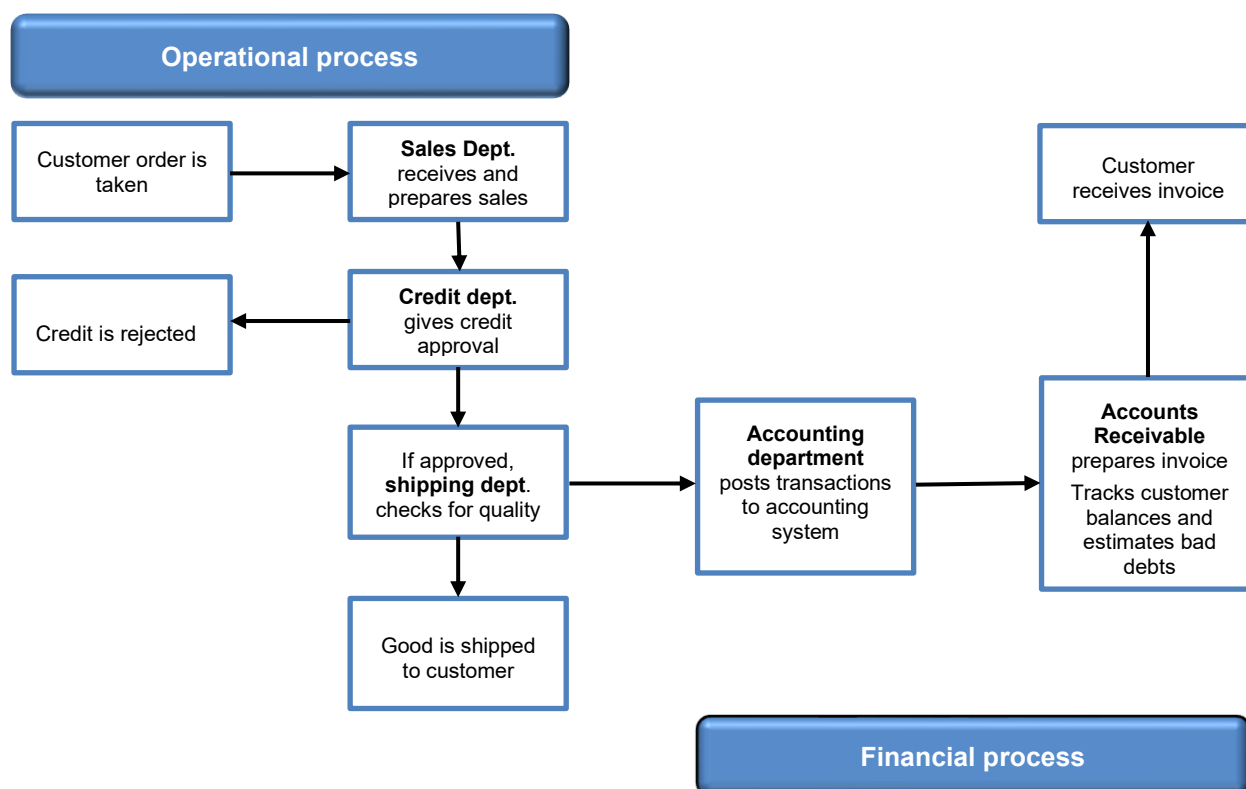 Operational process
Customer order is
taken
Sales Dept.
receives and
prepares sales
Customer
receives invoice
Credit is rejected
Credit dept.
gives credit
approval
If approved,
shipping dept.
checks for quality
Accounting
department
posts transactions
to accounting
system
Accounts
Receivable
prepares invoice
Tracks customer
balances and
estimates bad
debts
Good is shipped
to customer
Financial process